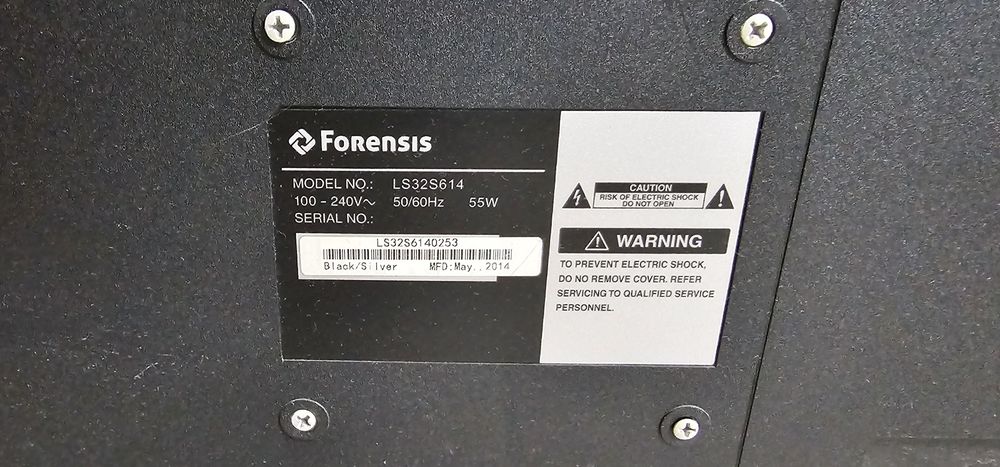 Forensis
MODEL NO.: LS32S614
100 - 240V~ 50/60Hz 55W
SERIAL NO.:
LS32S6140253
Black/Silver MFD:May., 2014
CAUTION
RISK OF ELECTRIC SHOCK
DO NOT OPEN
WARNING
TO PREVENT ELECTRIC SHOCK,
DO NOT REMOVE COVER. REFER
SERVICING TO QUALIFIED SERVICE
PERSONNEL.